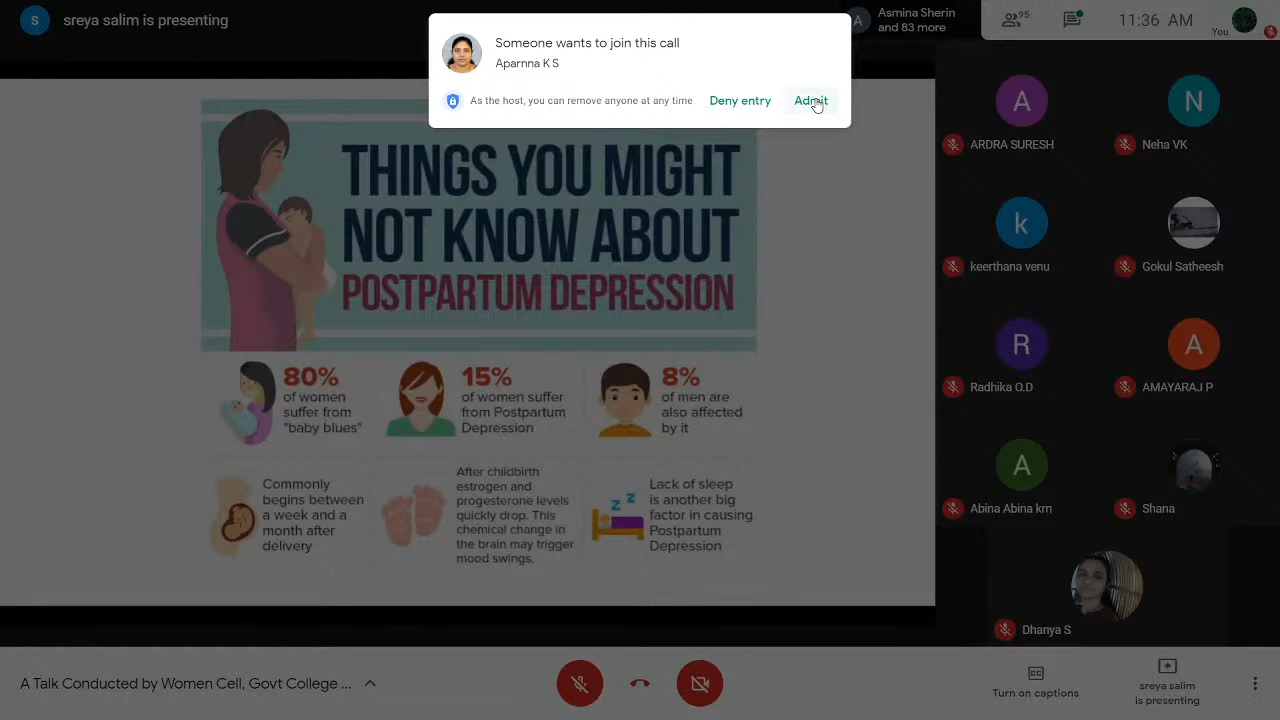 S
sreya salim is presenting
Someone wants to join this call
Aparnna K S
As the host, you can remove anyone at any time
Deny entry
Admit
A
Asmina Sherin
and 83 more
95
11:36 AM
You
THINGS YOU MIGHT
NOT KNOW ABOUT
POSTPARTUM DEPRESSION
80%
of women
suffer from
"baby blues"
15%
of women suffer
from Postpartum
Depression
8%
of men are
also affected
by it
Commonly
begins between
a week and a
month after
delivery
After childbirth
estrogen and
progesterone levels
quickly drop. This
chemical change in
the brain may trigger
mood swings.
z z
Lack of sleep
is another big
factor in causing
Postpartum
Depression
A
ARDRA SURESH
N
Neha VK
k
keerthana venu
Gokul Satheesh
R
Radhika O.D
A
AMAYARAJ P
A
Abina Abina km
Shana
Dhanya S
A Talk Conducted by Women Cell, Govt College ...
CC
Turn on captions
sreya salim
is presenting